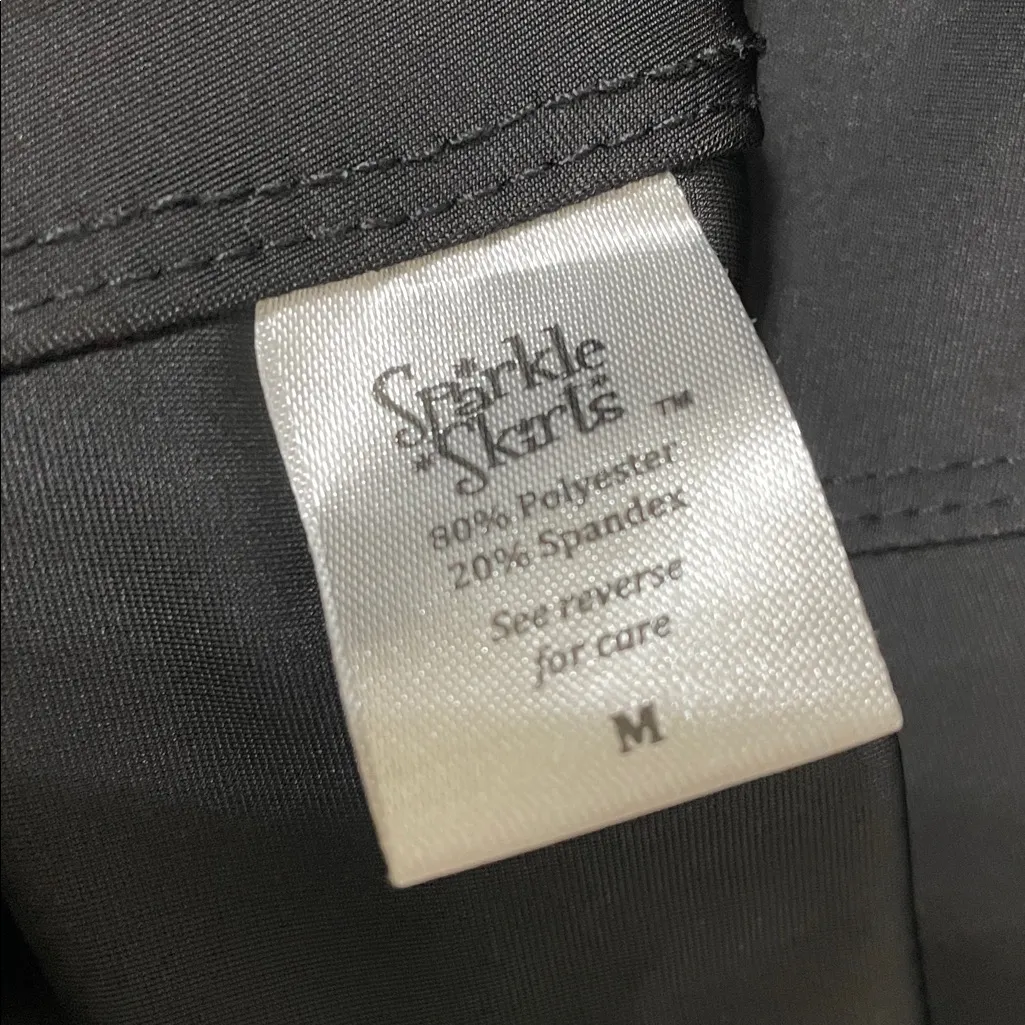 Sparkle
Skirts ™
80% Polyester
20% Spandex
See reverse
for care
M